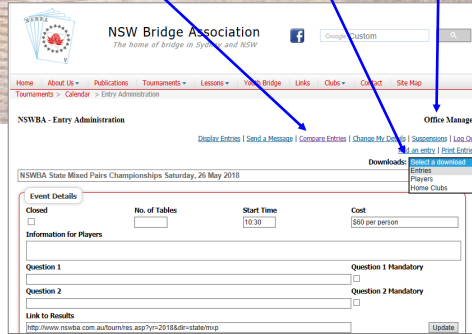 NSWBA
NSW Bridge Association
The home of bridge in Sydney and NSW
Google Custom
Home About Us Publications Tournaments Lessons Youth Bridge Links Clubs Contact Site Map
Tournaments > Calendar > Entry Administration
NSWBA - Entry Administration Office Manage
Display Entries | Send a Message | Compare Entries | Change My Details | Suspensions | Log Ou
an entry | Print Entrie
Downloads: Select a download
Entries
Players
Home Clubs
NSWBA State Mixed Pairs Championships Saturday, 26 May 2018
Event Details
Closed No. of Tables Start Time Cost
10:30 $60 per person
Information for Players
Question 1 Question 1 Mandatory
Question 2 Question 2 Mandatory
Link to Results
http://www.nswba.com.au/tourn/res.asp?yr=2018&dir=state/mxp Update